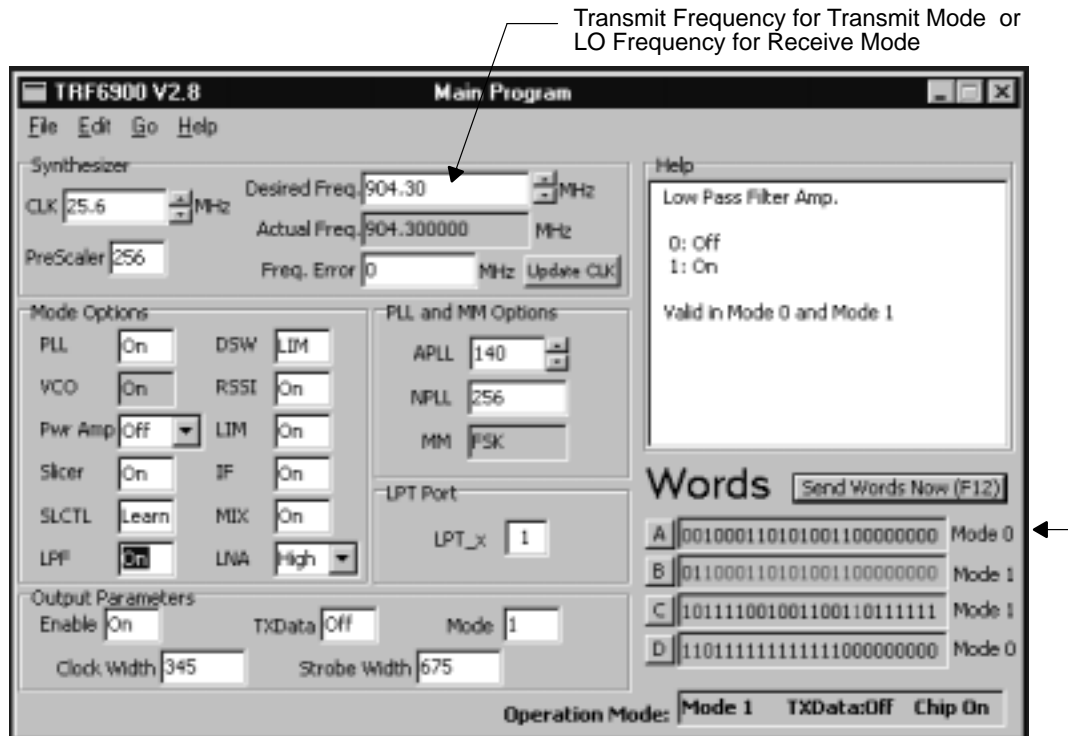 Transmit Frequency for Transmit Mode or
LO Frequency for Receive Mode
TRF6900 V2.8 Main Program
File Edit Go Help
Synthesizer
CLK 25.6 MHz
Desired Freq. 904.30 MHz
Actual Freq. 904.300000 MHz
PreScaler 256
Freq. Error 0 MHz Update CLK
Help
Low Pass Filter Amp.
0: Off
1: On
Valid in Mode 0 and Mode 1
Mode Options
PLL On DSW LIM
VCO On RSSI On
Pwr Amp Off LIM On
Slicer On IF On
SLCTL Learn MIX On
LPF On LNA High
PLL and MM Options
APLL 140
NPLL 256
MM FSK
LPT Port
LPT_x 1
Words Send Words Now (F12)
A 001000110101001100000000 Mode 0
B 011000110101001100000000 Mode 1
C 101111001001100110111111 Mode 1
D 110111111111111000000000 Mode 0
Output Parameters
Enable On TXData Off Mode 1
Clock Width 345 Strobe Width 675
Operation Mode: Mode 1 TXData:Off Chip On